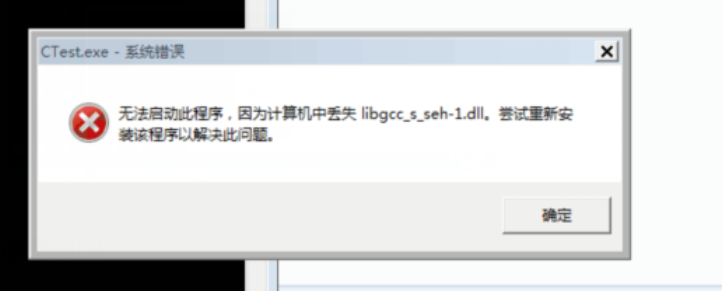 CTest.exe - 系统错误
无法启动此程序，因为计算机中丢失 libgcc_s_seh-1.dll。尝试重新安
装该程序以解决此问题。
确定